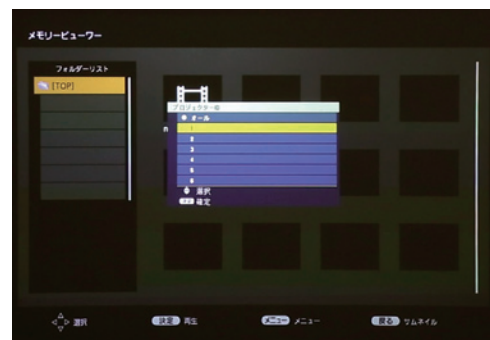 メモリービューワー
フォルダーリスト
[TOP]
プロジェクターID
オール
n
1
2
3
4
5
6
選択
確定
選択
決定 再生
メニュー メニュー
戻る サムネイル